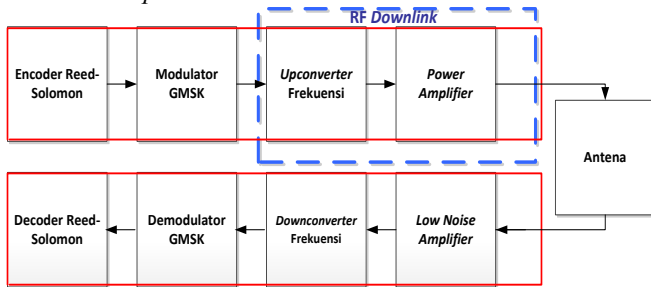 RF Downlink
Encoder Reed-
Solomon
Modulator
GMSK
Upconverter
Frekuensi
Power
Amplifier
Antena
Decoder Reed-
Solomon
Demodulator
GMSK
Downconverter
Frekuensi
Low Noise
Amplifier